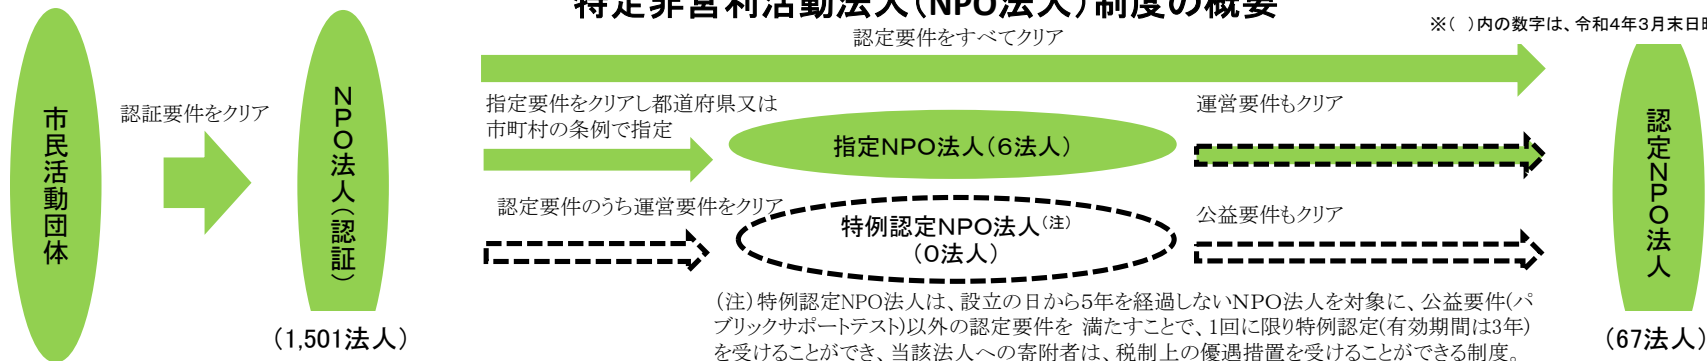 特定非営利活動法人(NPO法人)制度の概要
※( )内の数字は、令和4年3月末日
認定要件をすべてクリア
市民活動団体
認証要件をクリア
NPO法人(認証)
(1,501法人)
指定要件をクリアし都道府県又は
市町村の条例で指定
指定NPO法人(6法人)
運営要件もクリア
認定要件のうち運営要件をクリア
特例認定NPO法人(注)
(0法人)
公益要件もクリア
認定NPO法人
(67法人)
(注)特例認定NPO法人は、設立の日から5年を経過しないNPO法人を対象に、公益要件(パ
ブリックサポートテスト)以外の認定要件を 満たすことで、1回に限り特例認定(有効期間は3年)
を受けることができ、当該法人への寄附者は、税制上の優遇措置を受けることができる制度。